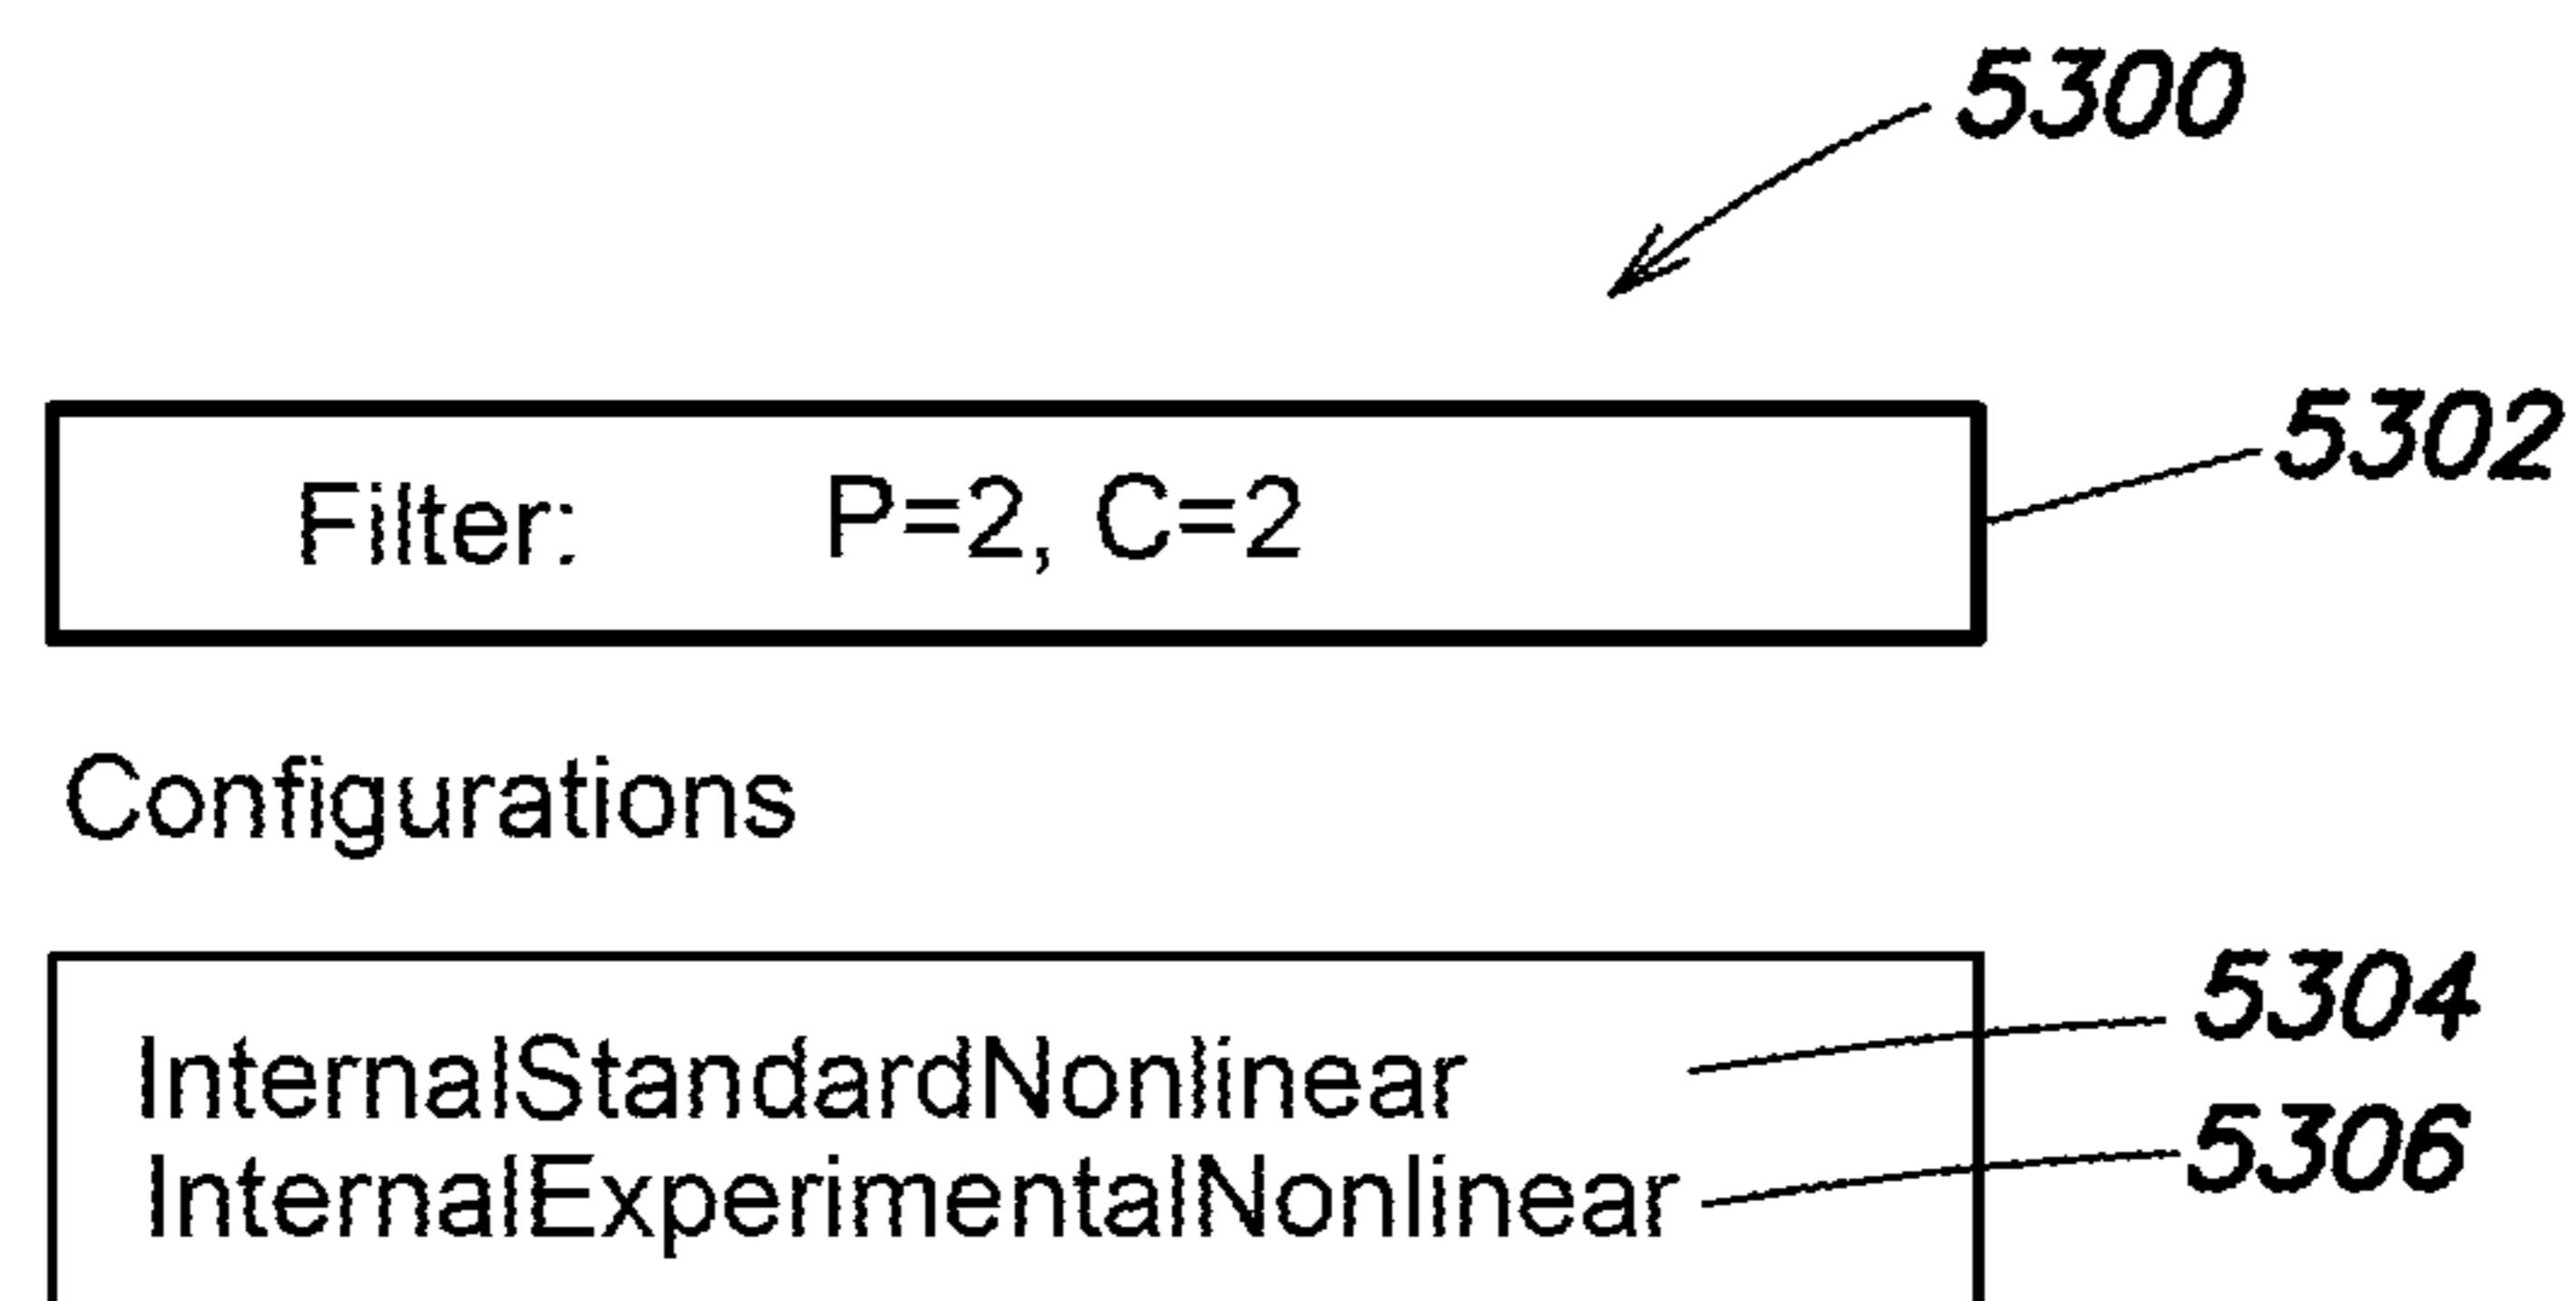 5300
Filter: P=2, C=2
5302
Configurations
InternalStandardNonlinear
5304
InternalExperimentalNonlinear
5306